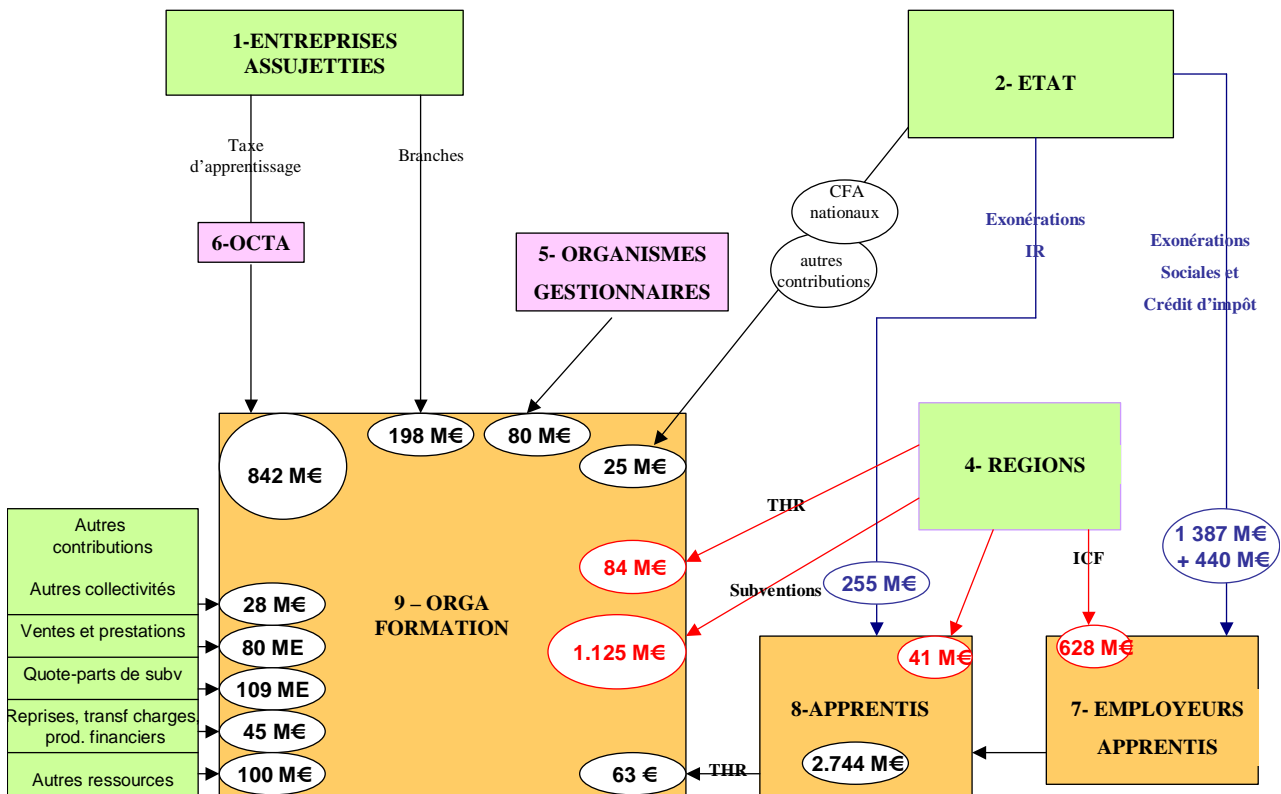 1-ENTREPRISES
ASSUJETTIES
2- ETAT
Taxe
d'apprentissage
Branches
CFA
nationaux
autres
contributions
Exonérations
IR
Exonérations
Sociales et
Crédit d'impôt
6-OCTA
5- ORGANISMES
GESTIONNAIRES
842 M€
198 M€
80 M€
25 M€
4- REGIONS
THR
84 M€
Subventions
1.125 M€
255 M€
ICF
1 387 M€
+ 440 M€
Autres
contributions
Autres collectivités
28 M€
Ventes et prestations
80 ME
Quote-parts de subv
109 ME
Reprises, transf charges,
prod. financiers
45 M€
Autres ressources
100 M€
9 – ORGA
FORMATION
63 €
THR
41 M€
8-APPRENTIS
2.744 M€
628 M€
7- EMPLOYEURS
APPRENTIS